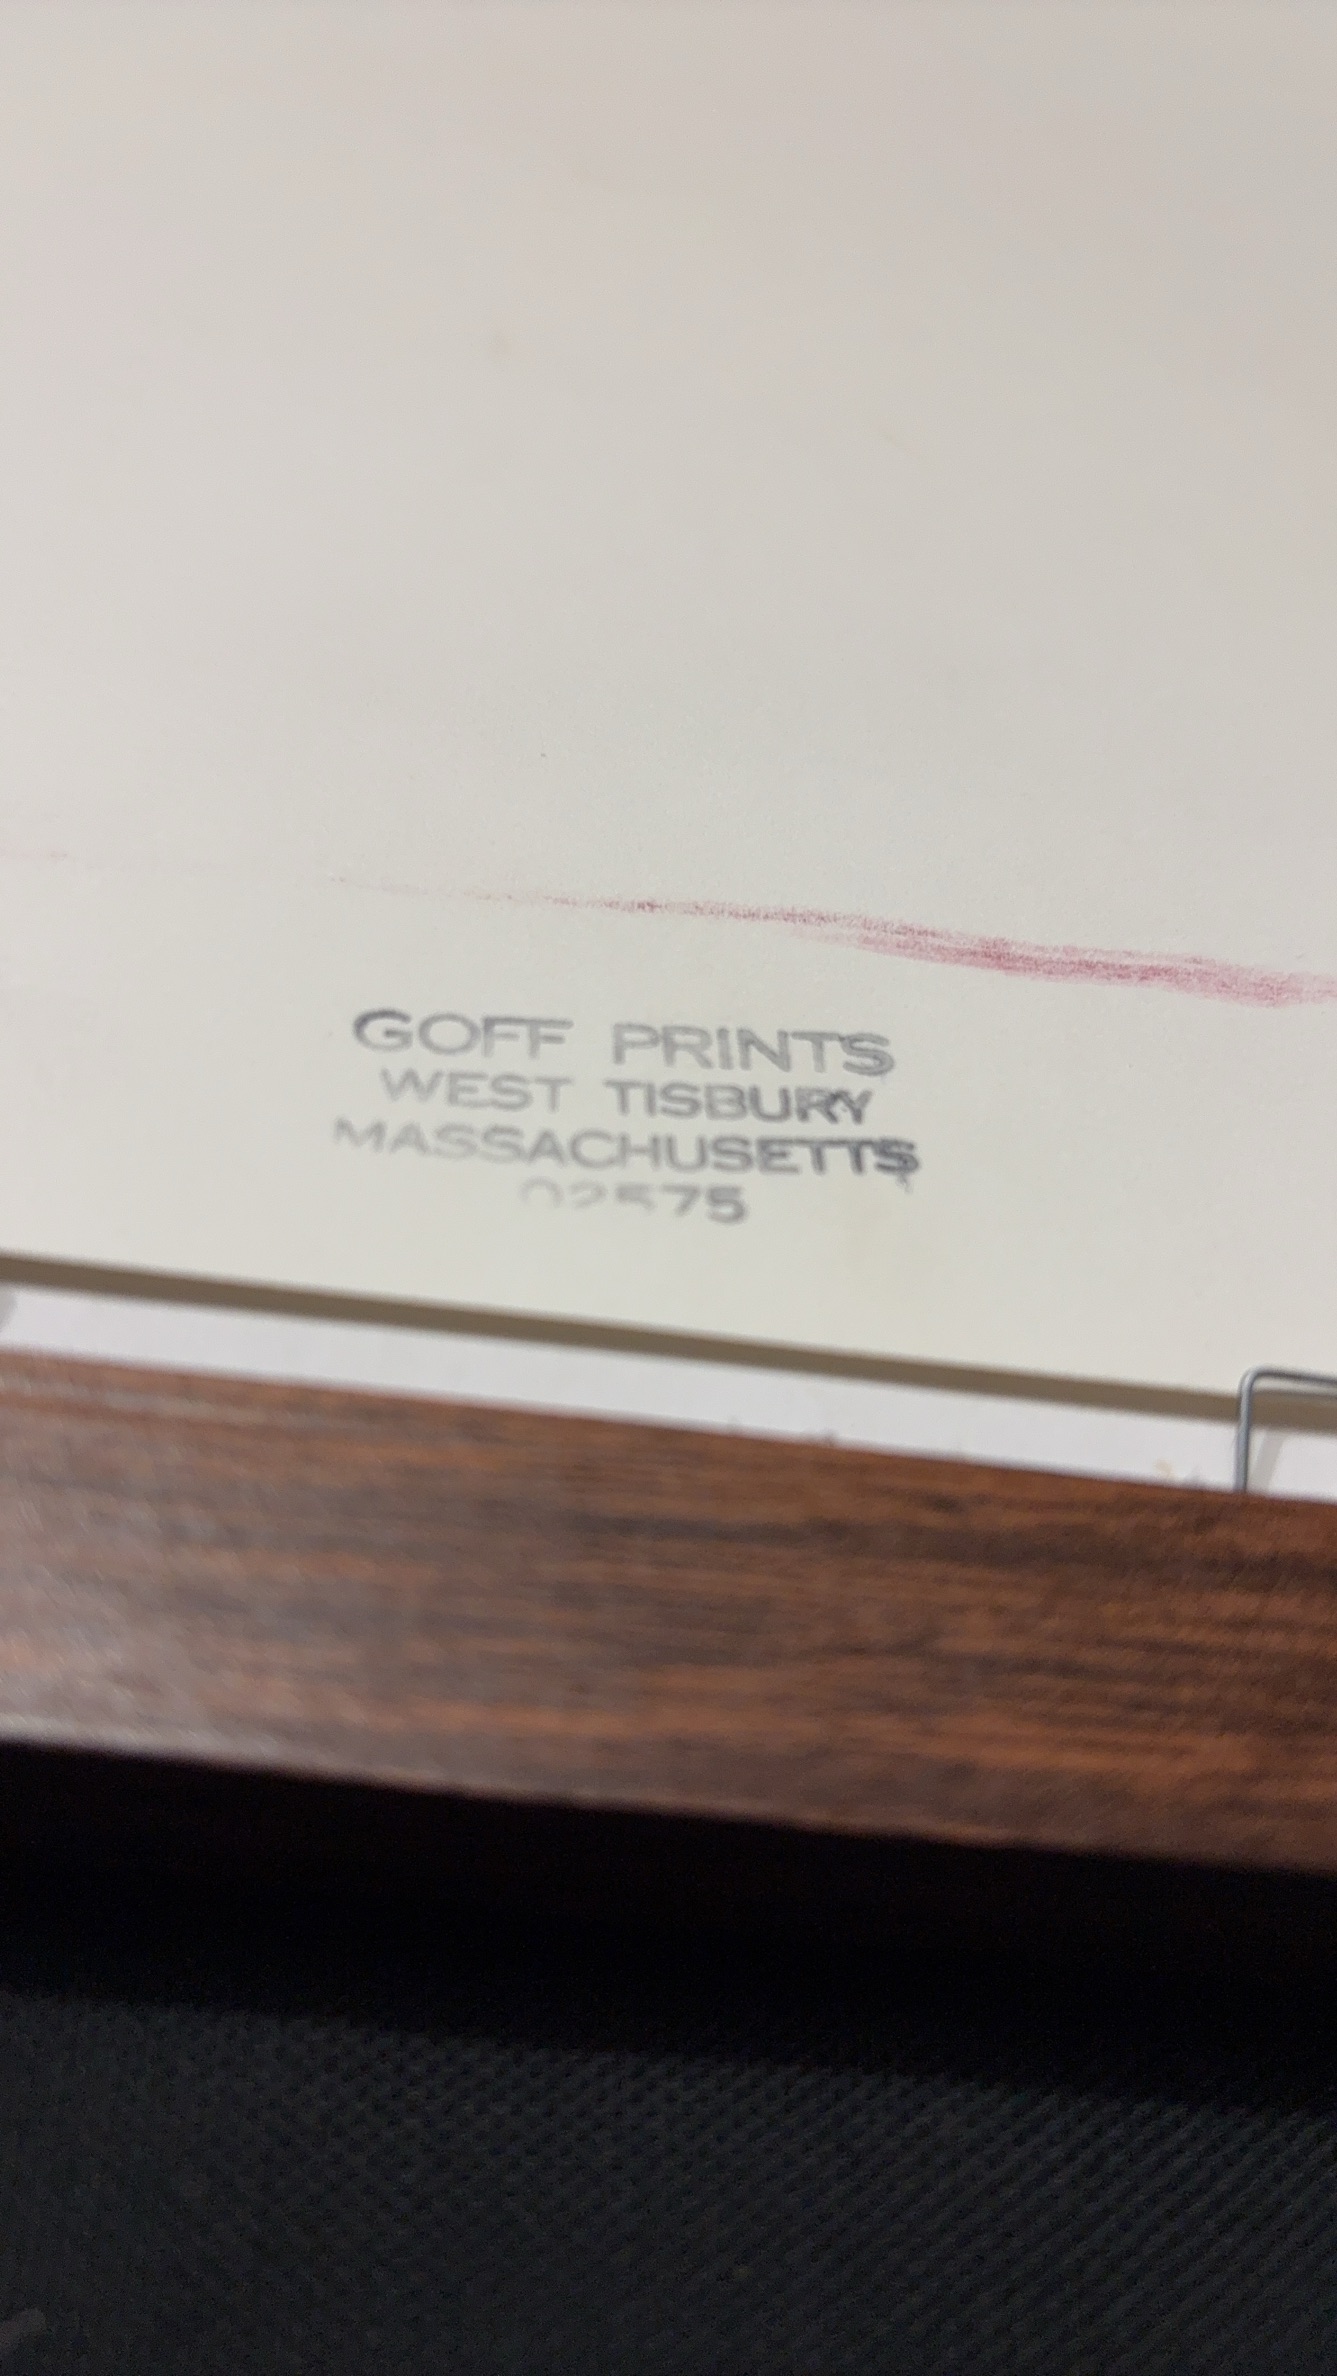 GOFF PRINTS
WEST TISBURY
MASSACHUSETTS
02575